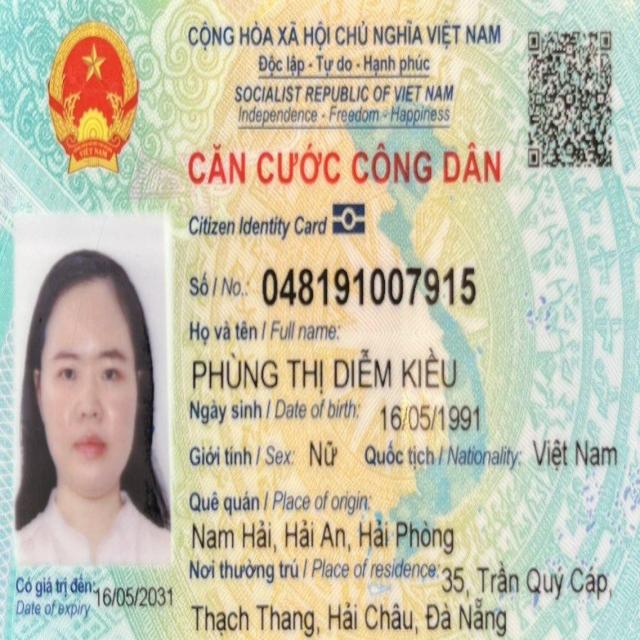 CỘNG HÒA XÃ HỘI CHỦ NGHĨA VIỆT NAM
Độc lập - Tự do - Hạnh phúc
SOCIALIST REPUBLIC OF VIET NAM
Independence - Freedom - Happiness
VIỆT NAM
CĂN CƯỚC CÔNG DÂN
Citizen Identity Card
Số / No.: 048191007915
Họ và tên / Full name:
PHÙNG THỊ DIỄM KIỀU
Ngày sinh / Date of birth: 16/05/1991
Giới tính / Sex: Nữ Quốc tịch / Nationality: Việt Nam
Quê quán / Place of origin:
Nam Hải, Hải An, Hải Phòng
Nơi thường trú / Place of residence: 35, Trần Quý Cáp,
Thạch Thang, Hải Châu, Đà Nẵng
Có giá trị đến: 16/05/2031
Date of expiry